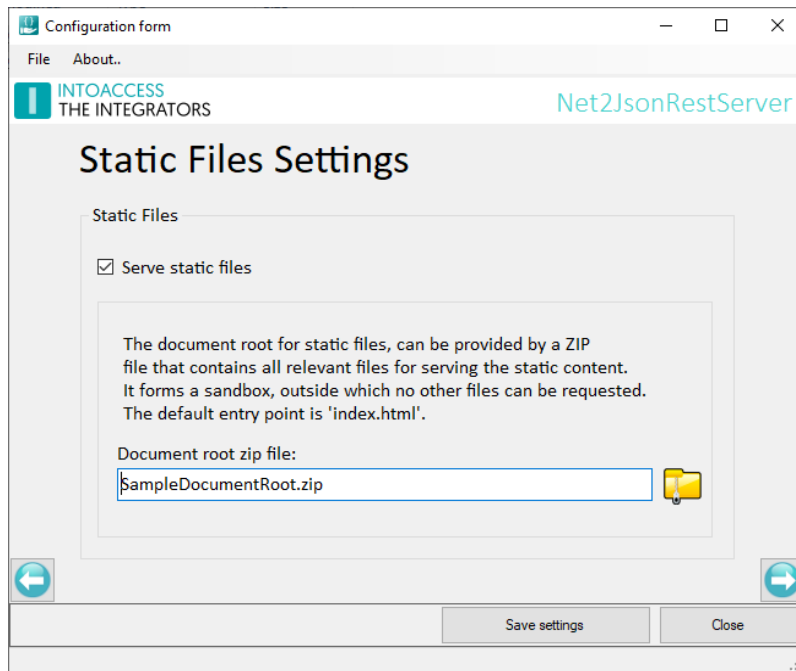 Configuration form
File About..
INTOACCESS
THE INTEGRATORS
Net2JsonRestServer
Static Files Settings
Static Files
Serve static files
The document root for static files, can be provided by a ZIP
file that contains all relevant files for serving the static content.
It forms a sandbox, outside which no other files can be requested.
The default entry point is 'index.html'.
Document root zip file:
SampleDocumentRoot.zip
Save settings
Close